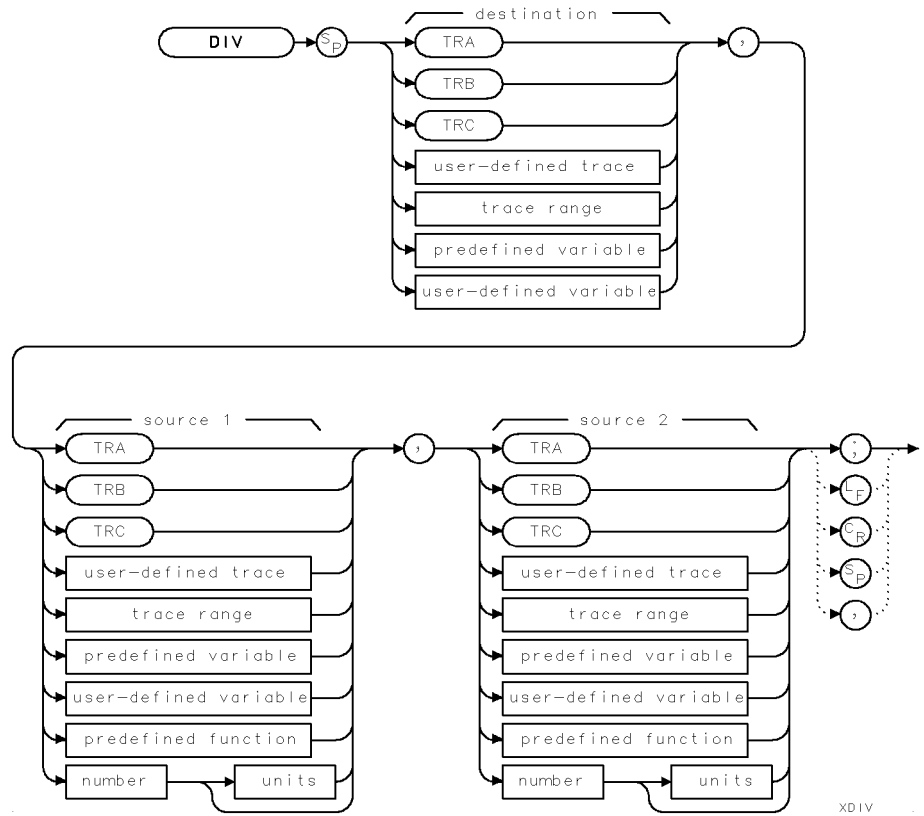 destination
DIV SP TRA ,
TRB
TRC
user-defined trace
trace range
predefined variable
user-defined variable
source 1 source 2
TRA , TRA ;
TRB TRB LF
TRC TRC CR
user-defined trace user-defined trace SP
trace range trace range ,
predefined variable predefined variable
user-defined variable user-defined variable
predefined function predefined function
number units number units
XDIV